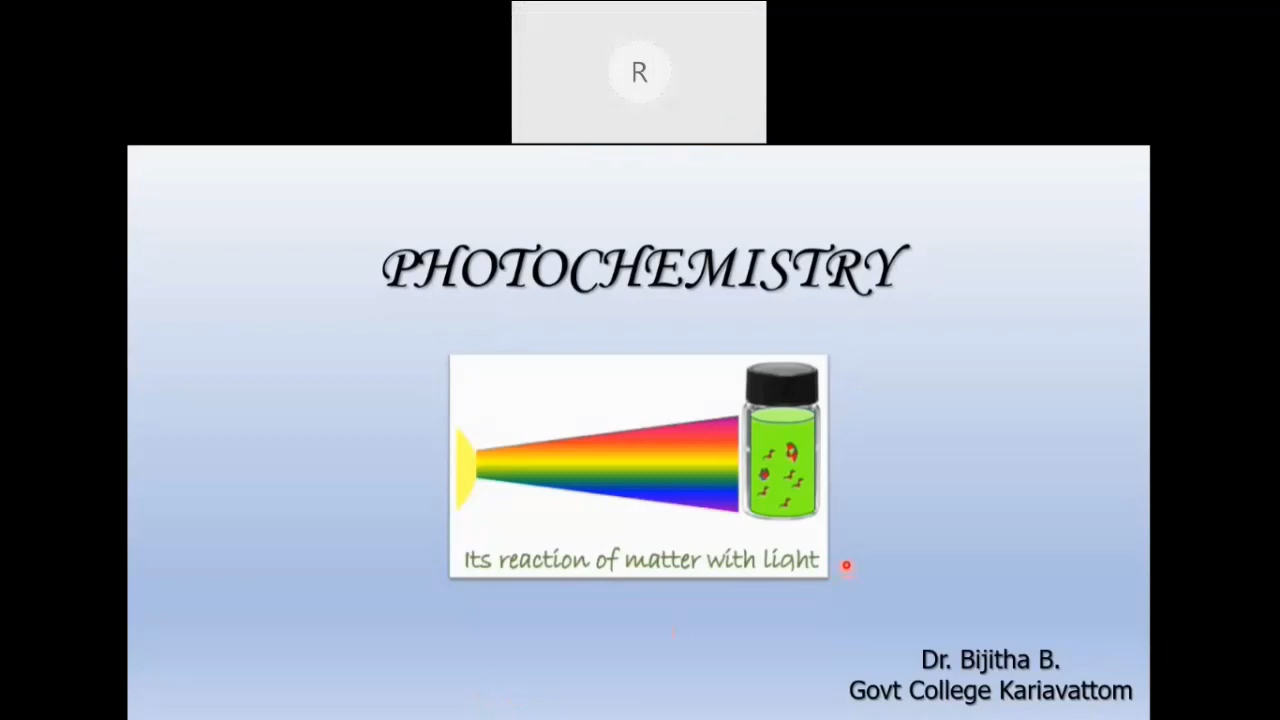 R
PHOTOCHEMISTRY
Its reaction of matter with light
Dr. Bijitha B.
Govt College Kariavattom